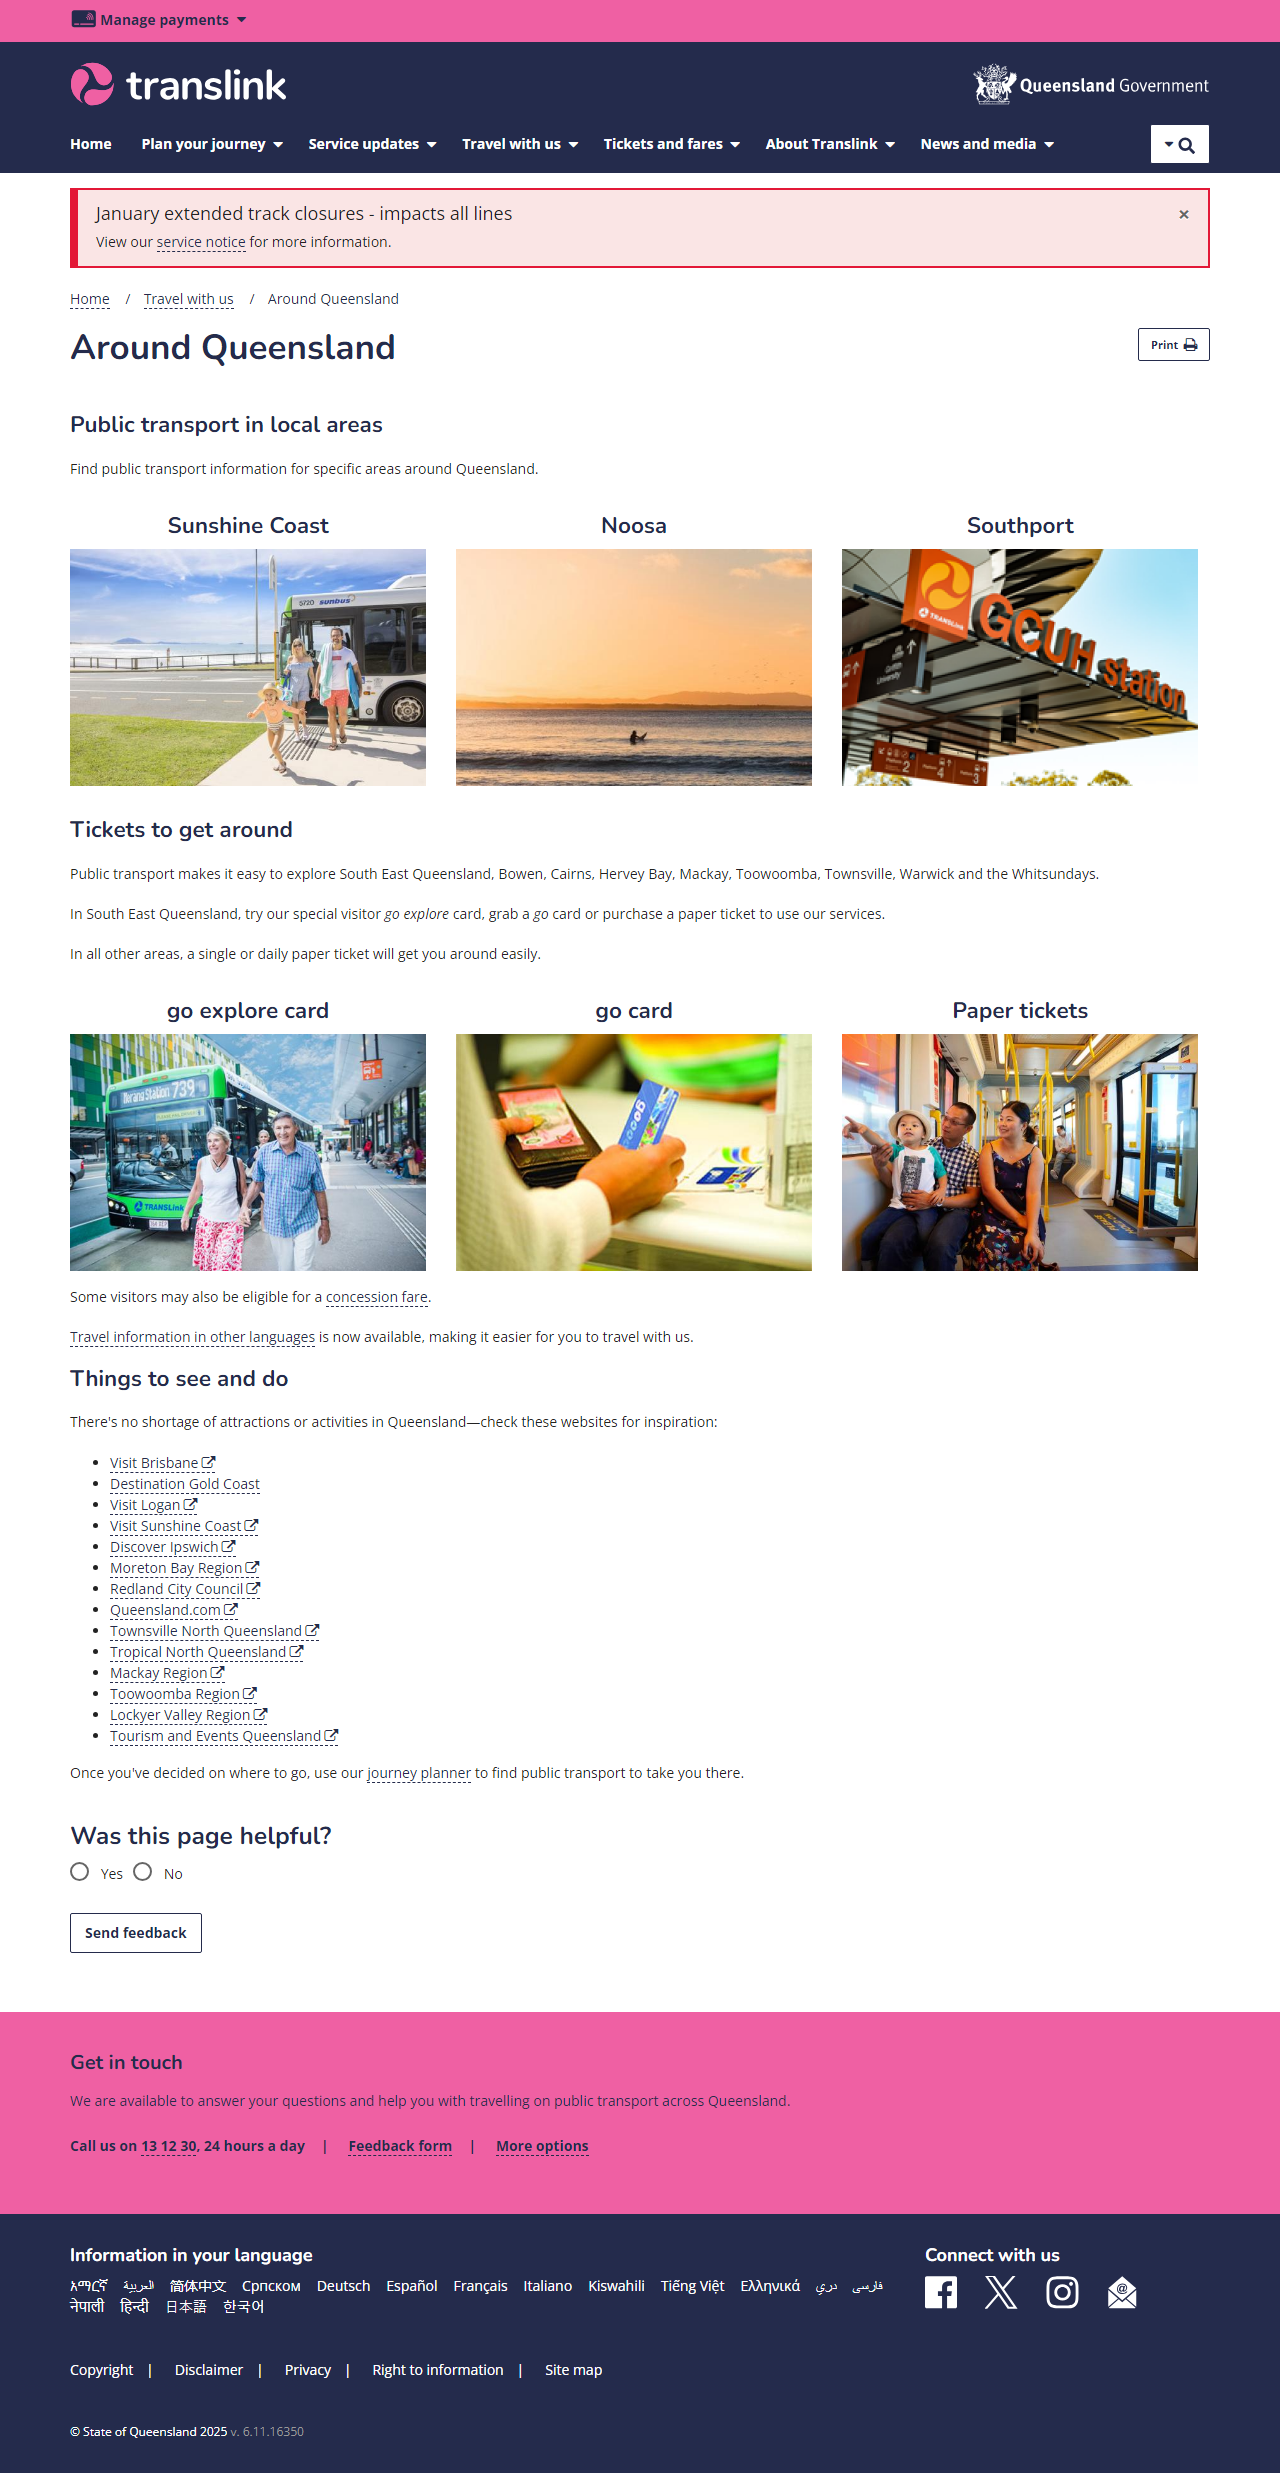 Manage payments
translink
Queensland Government
Home Plan your journey Service updates Travel with us Tickets and fares About Translink News and media
January extended track closures - impacts all lines ×
View our service notice for more information.
Home / Travel with us / Around Queensland
Around Queensland
Print
Public transport in local areas
Find public transport information for specific areas around Queensland.
Sunshine Coast Noosa Southport
5720 sunbus
TRANSLink
GCUH station
Griffith University
Platform 2 Platform 4 Platform 3
Tickets to get around
Public transport makes it easy to explore South East Queensland, Bowen, Cairns, Hervey Bay, Mackay, Toowoomba, Townsville, Warwick and the Whitsundays.
In South East Queensland, try our special visitor go explore card, grab a go card or purchase a paper ticket to use our services.
In all other areas, a single or daily paper ticket will get you around easily.
go explore card go card Paper tickets
Nerang Station 739
TRANSLink
go
Some visitors may also be eligible for a concession fare.
Travel information in other languages is now available, making it easier for you to travel with us.
Things to see and do
There's no shortage of attractions or activities in Queensland—check these websites for inspiration:
Visit Brisbane
Destination Gold Coast
Visit Logan
Visit Sunshine Coast
Discover Ipswich
Moreton Bay Region
Redland City Council
Queensland.com
Townsville North Queensland
Tropical North Queensland
Mackay Region
Toowoomba Region
Lockyer Valley Region
Tourism and Events Queensland
Once you've decided on where to go, use our journey planner to find public transport to take you there.
Was this page helpful?
Yes No
Send feedback
Get in touch
We are available to answer your questions and help you with travelling on public transport across Queensland.
Call us on 13 12 30, 24 hours a day | Feedback form | More options
Information in your language Connect with us
አማርኛ العربية 简体中文 Српском Deutsch Español Français Italiano Kiswahili Tiếng Việt Ελληνικά دری فارسی
नेपाली हिन्दी 日本語 한국어
Copyright | Disclaimer | Privacy | Right to information | Site map
© State of Queensland 2025 v. 6.11.16350